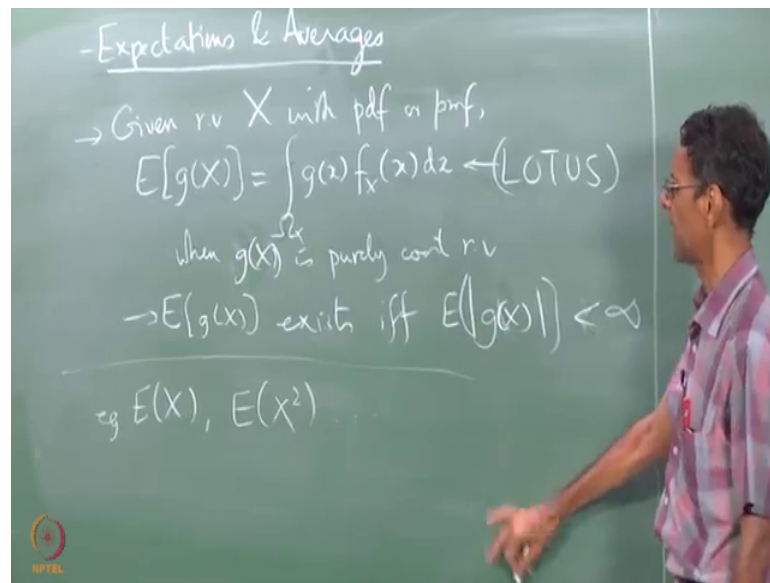 - Expectations & Averages
→ Given r.v X with pdf or pmf,
E[g(X)] = ∫_Ωx g(x) f_X(x) dx ← (LOTUS)
when g(X) is purely cont r.v
→ E[g(X)] exists iff E(|g(X)|) < ∞
eg E(X), E(X²) ....
NPTEL